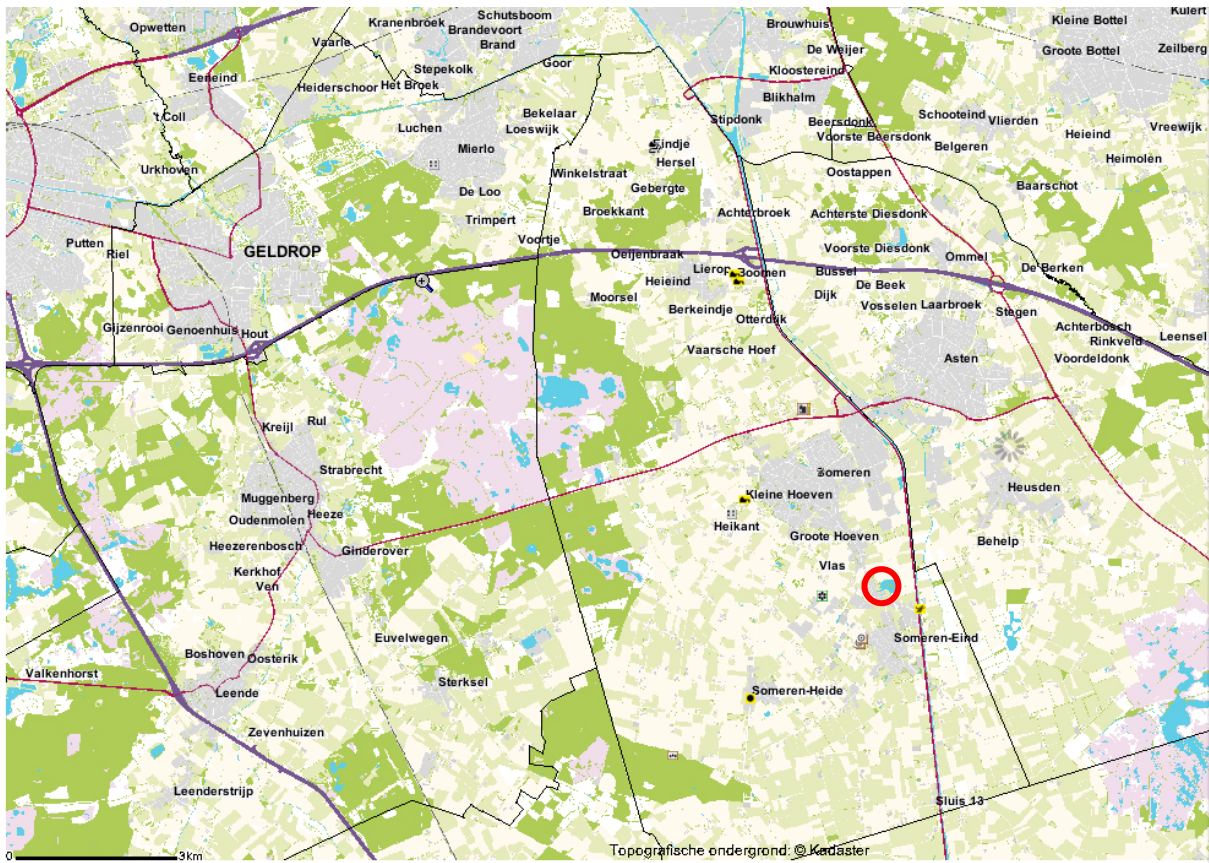 Opwetten
Kranenbroek
Schutsboom
Brandevoort
Brand
Vaarle
Brouwhuis
De Weijer
Kloostereind
Kleine Bottel
Kulert
Groote Bottel
Zeilberg
Eeneind
Stepekolk
Goor
Heiderschoor
Het Broek
Blikhalm
't Coll
Luchen
Bekelaar
Loeswijk
Stipdonk
Beersdonk
Voorste Beersdonk
Schooteind
Vlierden
Belgeren
Heieind
Vreewijk
Mierlo
Eindje
Hersel
Heimolen
Urkhoven
Winkelstraat
Gebergte
Oostappen
Baarschot
De Loo
Trimpert
Broekkant
Achterbroek
Achterste Diesdonk
Putten
Riel
GELDROP
Voortje
Oeijenbraak
Voorste Diesdonk
Ommel
De Berken
Lierop
Boomen
Heieind
Bussel
De Beek
Dijk
Moorsel
Berkeindje
Otterdijk
Vosselen
Laarbroek
Stegen
Gijzenrooi
Genoenhuis
Hout
Achterbosch
Rinkveld
Leensel
Vaarsche Hoef
Asten
Voordeldonk
Kreijl
Rul
Strabrecht
Someren
Muggenberg
Heeze
Oudenmolen
Kleine Hoeven
Heusden
Heikant
Groote Hoeven
Behelp
Heezerenbosch
Ginderover
Kerkhof
Ven
Vlas
Euvelwegen
Someren-Eind
Boshoven
Oosterik
Valkenhorst
Leende
Sterksel
Someren-Heide
Zevenhuizen
Leenderstrijp
Sluis 13
0
3km
Topografische ondergrond: © Kadaster